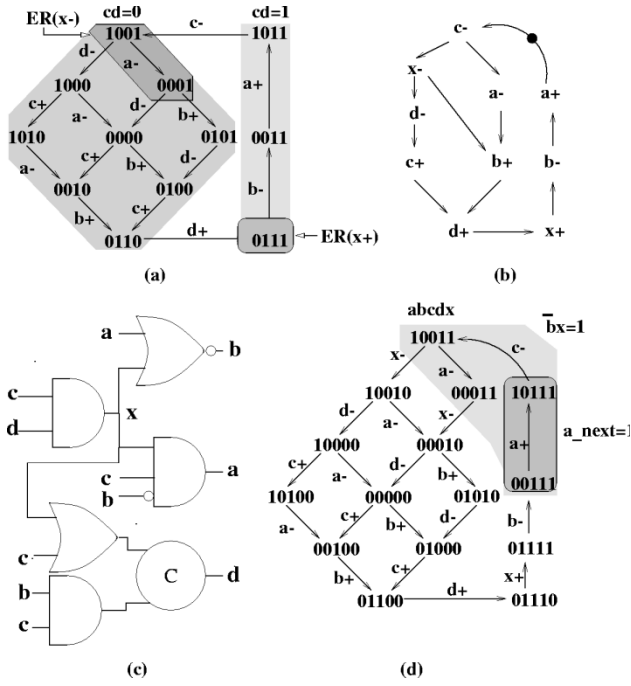 ER(x-)
cd=0
cd=1
1001
c-
1011
d-
a-
1000
0001
a+
c+
a-
d-
b+
1010
0000
0101
0011
a-
c+
b+
d-
0010
0100
b-
b+
c+
0110
d+
0111
ER(x+)
(a)
c-
x-
a-
a+
d-
c+
b+
b-
d+
x+
(b)
a
b
c
x
d
c
a
b
c
C
d
b
c
(c)
abcdx
b̅x=1
10011
c-
x-
a-
10010
00011
10111
d-
a-
x-
a+
a_next=1
10000
00010
c+
a-
d-
b+
00111
10100
00000
01010
a-
c+
b+
d-
b-
00100
01000
01111
b+
c+
x+
01100
d+
01110
(d)